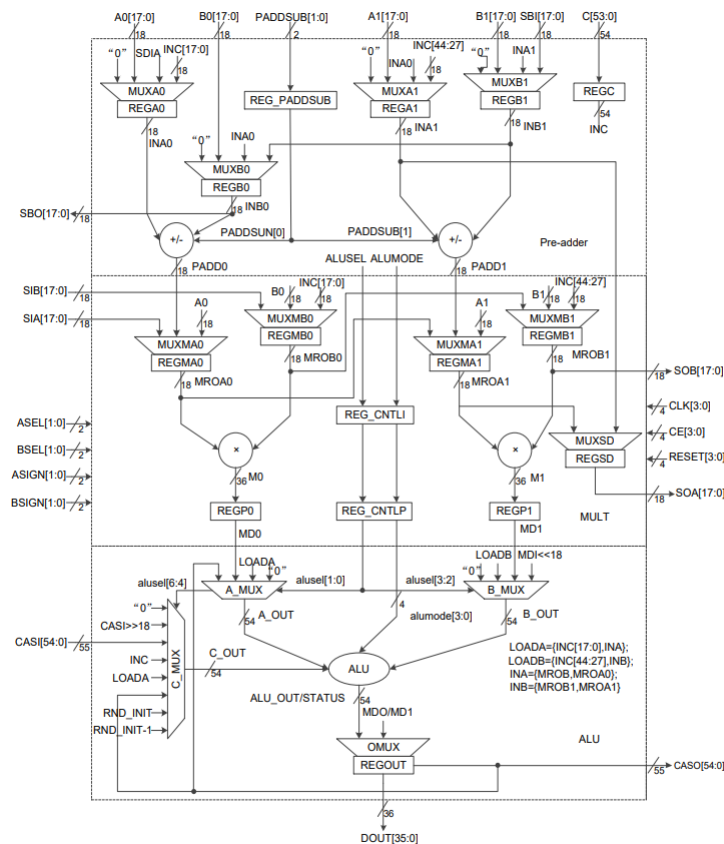 A0[17:0] B0[17:0] PADDSUB[1:0] A1[17:0] B1[17:0] SBI[17:0] C[53:0]
18 18 2 18 18 18 54
"0" SDIA INC[17:0] 18
"0" INA0 INC[44:27] 18
"0" INA1
MUXA0
REGA0
REG_PADDSUB
MUXA1
REGA1
MUXB1
REGB1
REGC
18 INA0
18 INA1
18 INB1
54
INC
"0" INA0
MUXB0
REGB0
18 INB0
SBO[17:0] 18
+/-
PADDSUN[0] PADDSUB[1]
+/-
Pre-adder
18 PADD0
ALUSEL ALUMODE
18 PADD1
SIB[17:0] 18
SIA[17:0] 18
A0 18
B0 18 INC[17:0] 18
A1 18
B1 18 INC[44:27] 18
MUXMA0
REGMA0
MUXMB0
REGMB0
MUXMA1
REGMA1
MUXMB1
REGMB1
18 MROA0
18 MROB0
18 MROA1
18 MROB1
18 SOB[17:0]
ASEL[1:0] 2
BSEL[1:0] 2
ASIGN[1:0] 2
BSIGN[1:0] 2
REG_CNTLI
4 CLK[3:0]
4 CE[3:0]
4 RESET[3:0]
MUXSD
REGSD
18 SOA[17:0]
×
×
36 M0
36 M1
REGP0
REG_CNTLP
REGP1
MULT
MD0
MD1
LOADA
"0"
LOADB MDI<<18
"0"
alusel[6:4]
A_MUX
alusel[1:0]
alusel[3:2]
B_MUX
4
alumode[3:0]
54 A_OUT
54 B_OUT
"0"
CASI>>18
CASI[54:0] 55
INC
LOADA
RND_INIT
RND_INIT-1
C_MUX
C_OUT
54
ALU
LOADA={INC[17:0],INA};
LOADB={INC[44:27],INB};
INA={MROB,MROA0};
INB={MROB1,MROA1}
ALU_OUT/STATUS 54
MDO/MD1
OMUX
REGOUT
ALU
55 CASO[54:0]
36
DOUT[35:0]